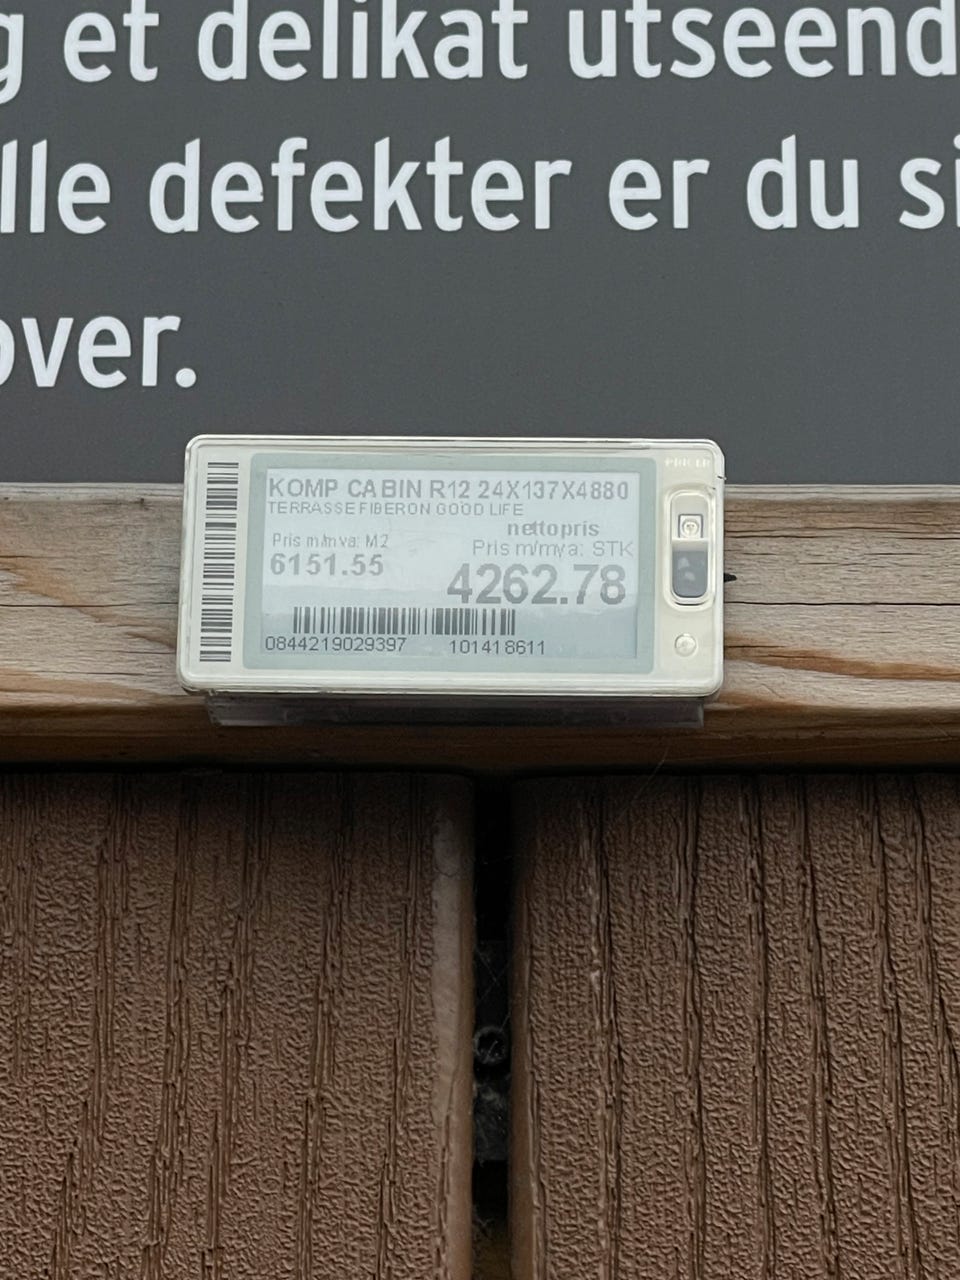 g et delikat utseend
lle defekter er du si
over.
PRICER
KOMP CABIN R12 24X137X4880
TERRASSE FIBERON GOOD LIFE
nettopris
Pris m/mva: M2
Pris m/mva: STK
6151.55
4262.78
0844219029397 101418611